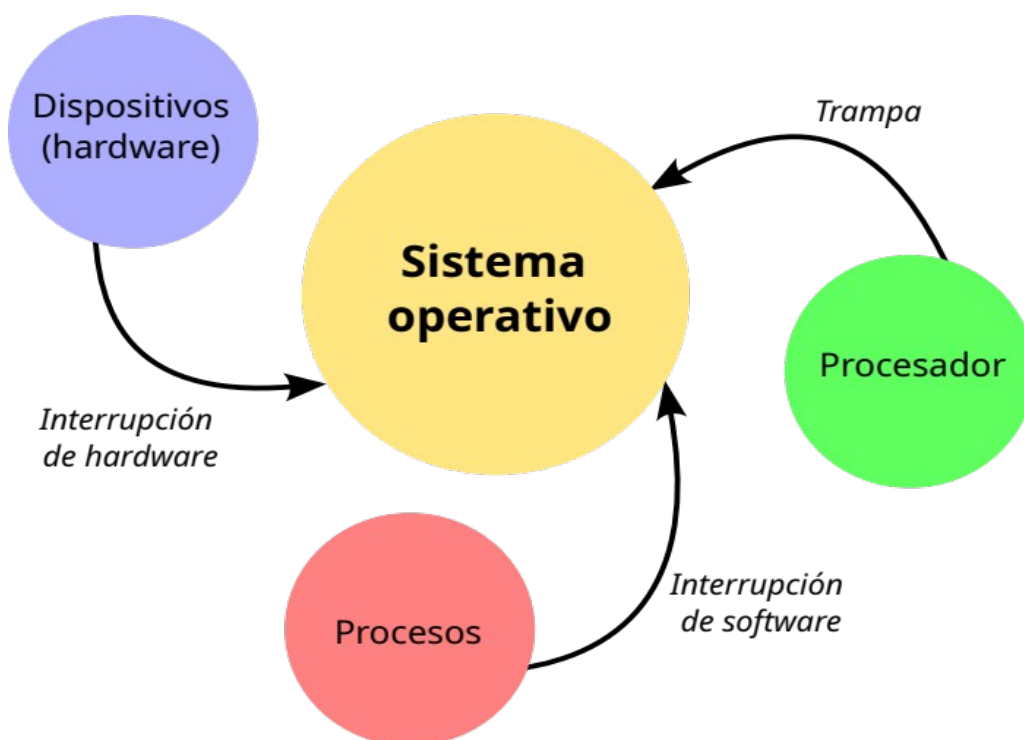 Dispositivos
(hardware)
Trampa
Sistema
operativo
Procesador
Interrupción
de hardware
Interrupción
de software
Procesos